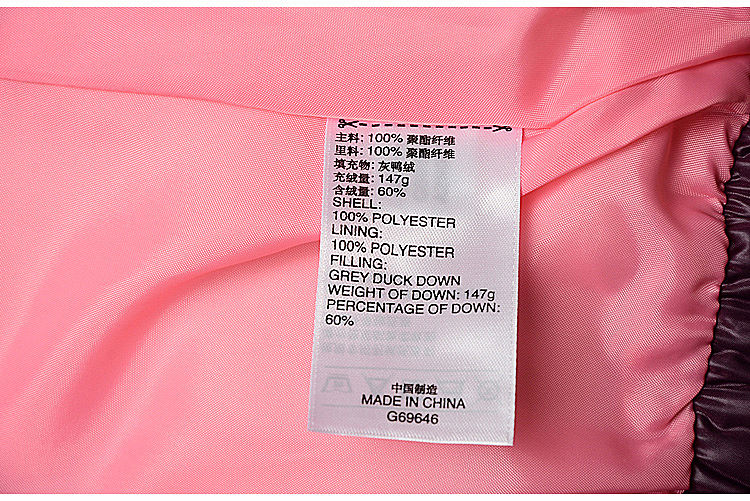 主料: 100% 聚酯纤维
里料: 100% 聚酯纤维
填充物: 灰鸭绒
充绒量: 147g
含绒量: 60%
SHELL:
100% POLYESTER
LINING:
100% POLYESTER
FILLING:
GREY DUCK DOWN
WEIGHT OF DOWN: 147g
PERCENTAGE OF DOWN:
60%
中国制造
MADE IN CHINA
G69646